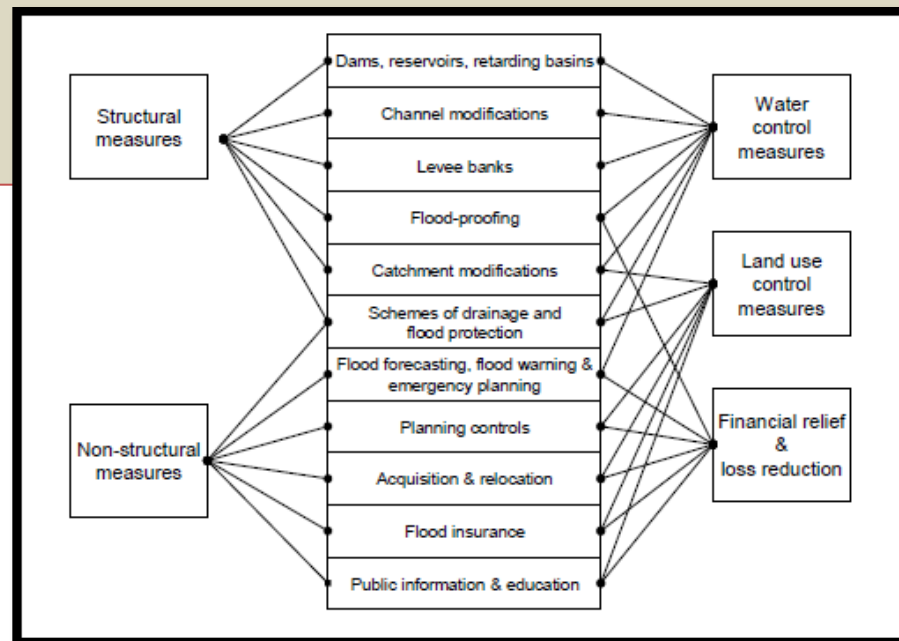 Structural
measures
Non-structural
measures
Dams, reservoirs, retarding basins
Channel modifications
Levee banks
Flood-proofing
Catchment modifications
Schemes of drainage and
flood protection
Flood forecasting, flood warning &
emergency planning
Planning controls
Acquisition & relocation
Flood insurance
Public information & education
Water
control
measures
Land use
control
measures
Financial relief
&
loss reduction